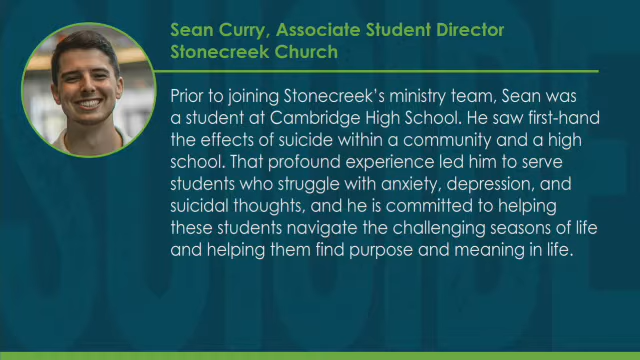 Sean Curry, Associate Student Director
Stonecreek Church
Prior to joining Stonecreek's ministry team, Sean was
a student at Cambridge High School. He saw first-hand
the effects of suicide within a community and a high
school. That profound experience led him to serve
students who struggle with anxiety, depression, and
suicidal thoughts, and he is committed to helping
these students navigate the challenging seasons of life
and helping them find purpose and meaning in life.
SUICIDE